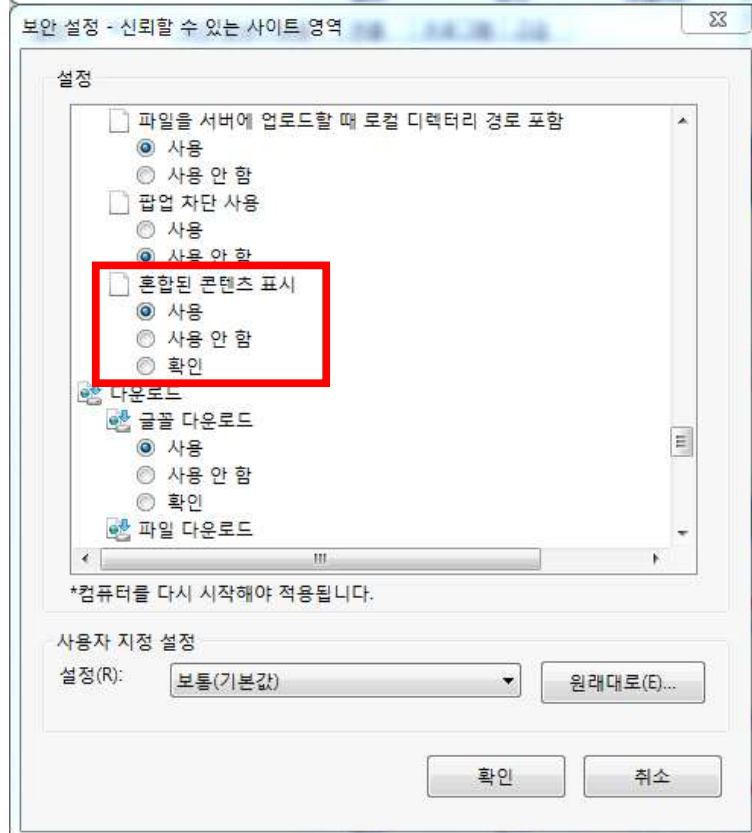 보안 설정 - 신뢰할 수 있는 사이트 영역
설정
파일을 서버에 업로드할 때 로컬 디렉터리 경로 포함
사용
사용 안 함
팝업 차단 사용
사용
사용 안 함
혼합된 콘텐츠 표시
사용
사용 안 함
확인
다운로드
글꼴 다운로드
사용
사용 안 함
확인
파일 다운로드
*컴퓨터를 다시 시작해야 적용됩니다.
사용자 지정 설정
설정(R):
보통(기본값)
원래대로(E)...
확인
취소